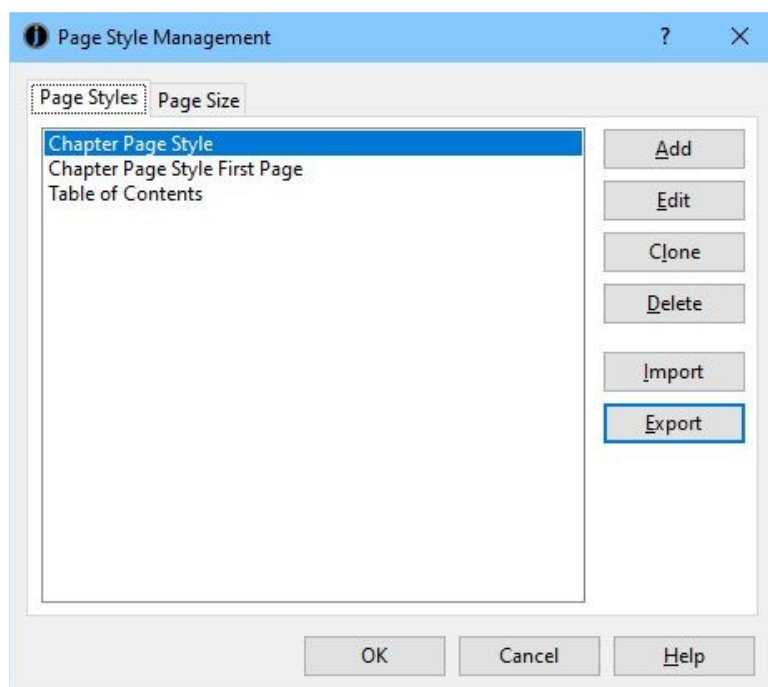 Page Style Management
Page Styles
Page Size
Chapter Page Style
Chapter Page Style First Page
Table of Contents
Add
Edit
Clone
Delete
Import
Export
OK
Cancel
Help